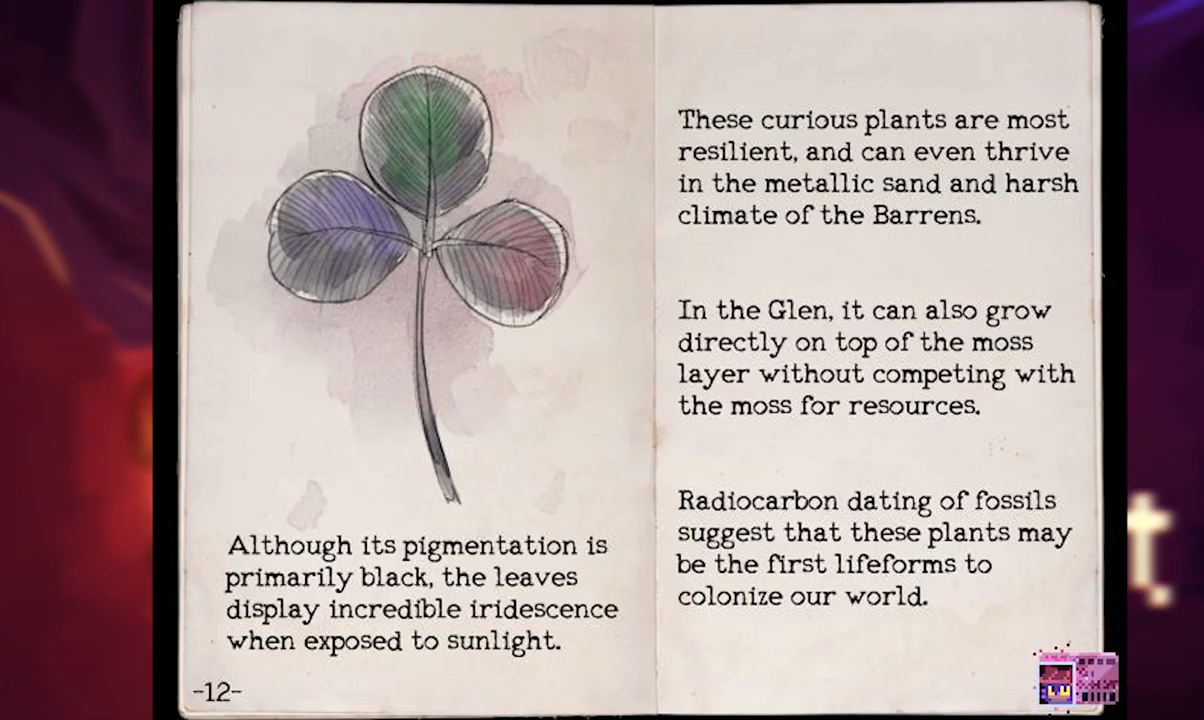 Although its pigmentation is
primarily black, the leaves
display incredible iridescence
when exposed to sunlight.
-12-
These curious plants are most
resilient, and can even thrive
in the metallic sand and harsh
climate of the Barrens.
In the Glen, it can also grow
directly on top of the moss
layer without competing with
the moss for resources.
Radiocarbon dating of fossils
suggest that these plants may
be the first lifeforms to
colonize our world.
t.